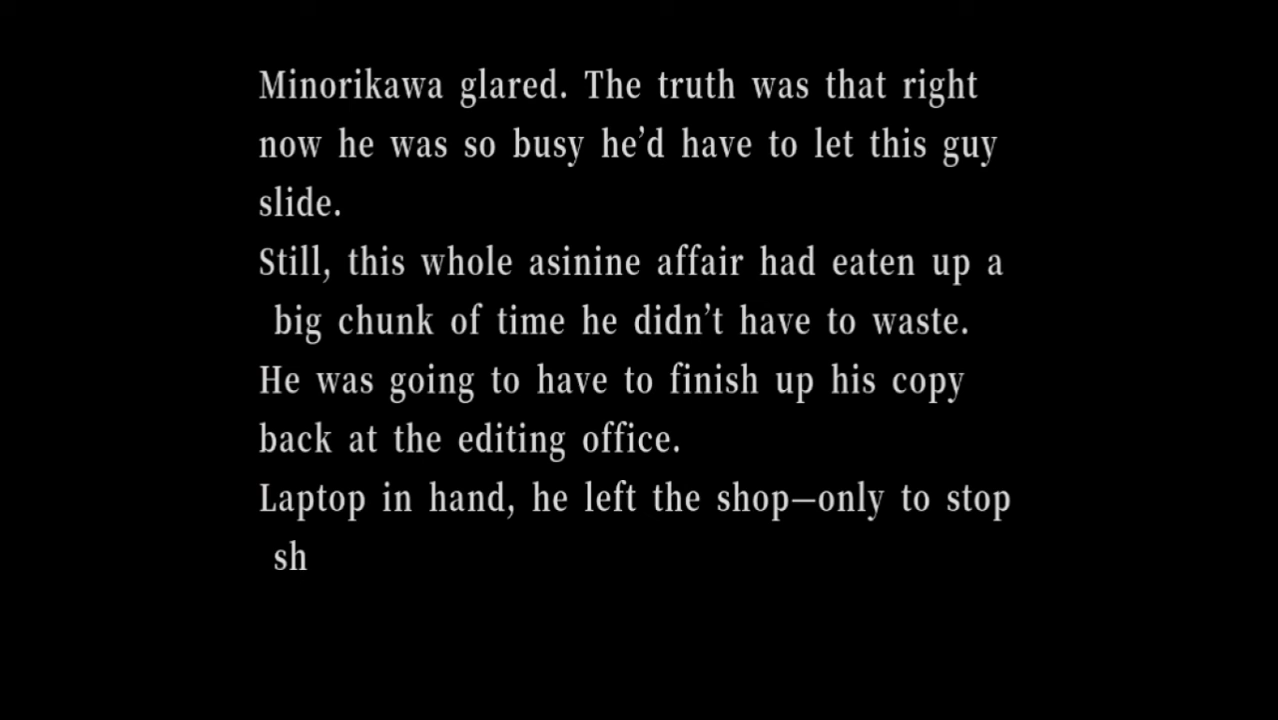 Minorikawa glared. The truth was that right
now he was so busy he’d have to let this guy
slide.
Still, this whole asinine affair had eaten up a
big chunk of time he didn’t have to waste.
He was going to have to finish up his copy
back at the editing office.
Laptop in hand, he left the shop—only to stop
sh